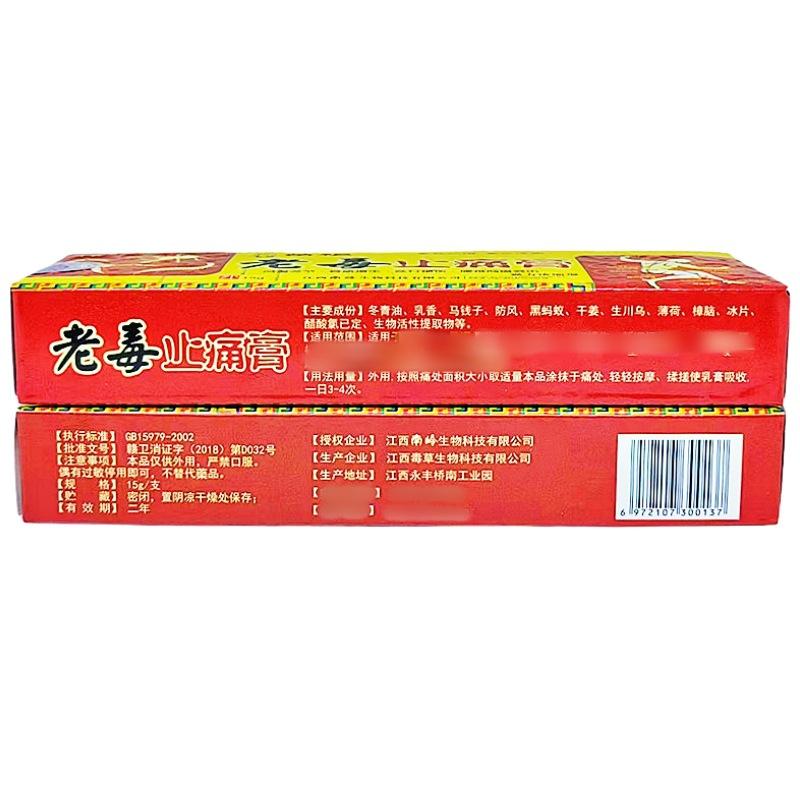 老毒止痛膏
【主要成份】冬青油、乳香、马钱子、防风、黑蚂蚁、干姜、生川乌、薄荷、樟脑、冰片、
醋酸氯已定、生物活性提取物等。
【适用范围】适用于
【用法用量】外用,按照痛处面积大小取适量本品涂抹于痛处,轻轻按摩、揉搓使乳膏吸收,
一日3-4次。
【执行标准】GB15979-2002
【批准文号】赣卫消证字（2018）第D032号
【注意事项】本品仅供外用，严禁口服。
偶有过敏停用即可，不替代药品。
【规 格】15g/支
【贮 藏】密闭，置阴凉干燥处保存；
【有 效 期】二年
【授权企业】江西南岭生物科技有限公司
【生产企业】江西毒草生物科技有限公司
【生产地址】江西永丰桥南工业园
6 972107 300137